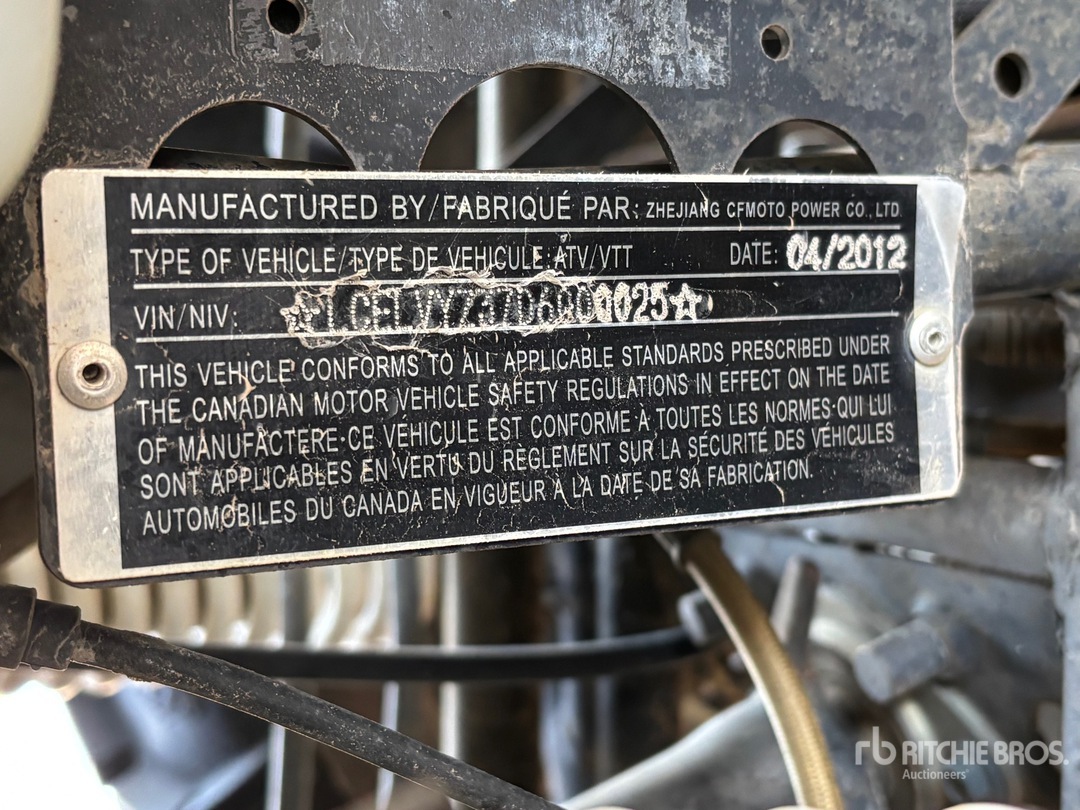 MANUFACTURED BY/FABRIQUÉ PAR: ZHEJIANG CFMOTO POWER CO., LTD.
TYPE OF VEHICLE/TYPE DE VEHICULE ATV/VTT DATE: 04/2012
VIN/NIV:
THIS VEHICLE CONFORMS TO ALL APPLICABLE STANDARDS PRESCRIBED UNDER
THE CANADIAN MOTOR VEHICLE SAFETY REGULATIONS IN EFFECT ON THE DATE
OF MANUFACTERE·CE VÉHICULE EST CONFORME À TOUTES LES NORMES·QUI LUI
SONT APPLICABLES EN VERTU DU REGLEMENT SUR LA SÉCURITÉ DES VÉHICULES
AUTOMOBILES DU CANADA EN VIGUEUR À LA DATE DE SA FABRICATION.
rb RITCHIE BROS.
Auctioneers